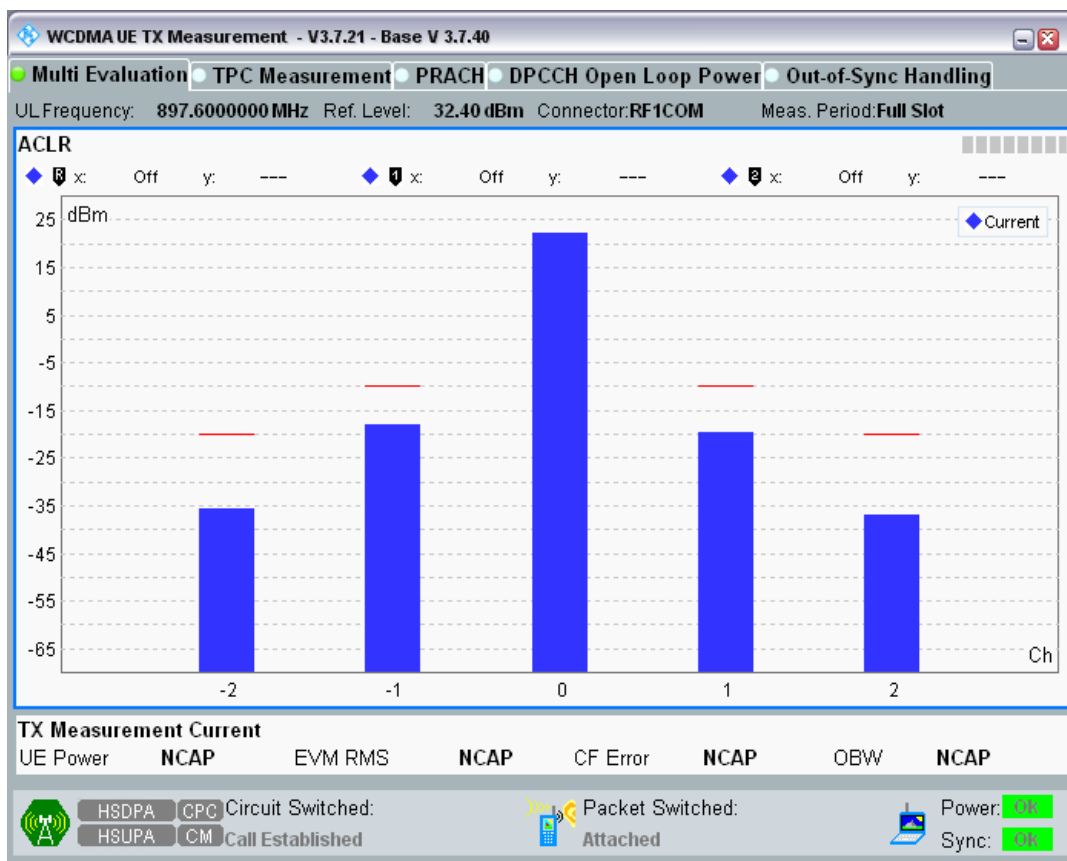 WCDMA UE TX Measurement - V3.7.21 - Base V 3.7.40
Multi Evaluation TPC Measurement PRACH DPCCH Open Loop Power Out-of-Sync Handling
UL Frequency: 897.6000000 MHz Ref. Level: 32.40 dBm Connector:RF1COM Meas. Period:Full Slot
ACLR
R x: Off y: --- 1 x: Off y: --- 2 x: Off y: ---
dBm
Current
25
15
5
-5
-15
-25
-35
-45
-55
-65
Ch
-2 -1 0 1 2
TX Measurement Current
UE Power NCAP EVM RMS NCAP CF Error NCAP OBW NCAP
HSDPA CPC Circuit Switched: Packet Switched: Power: Ok
HSUPA CM Call Established Attached Sync: Ok